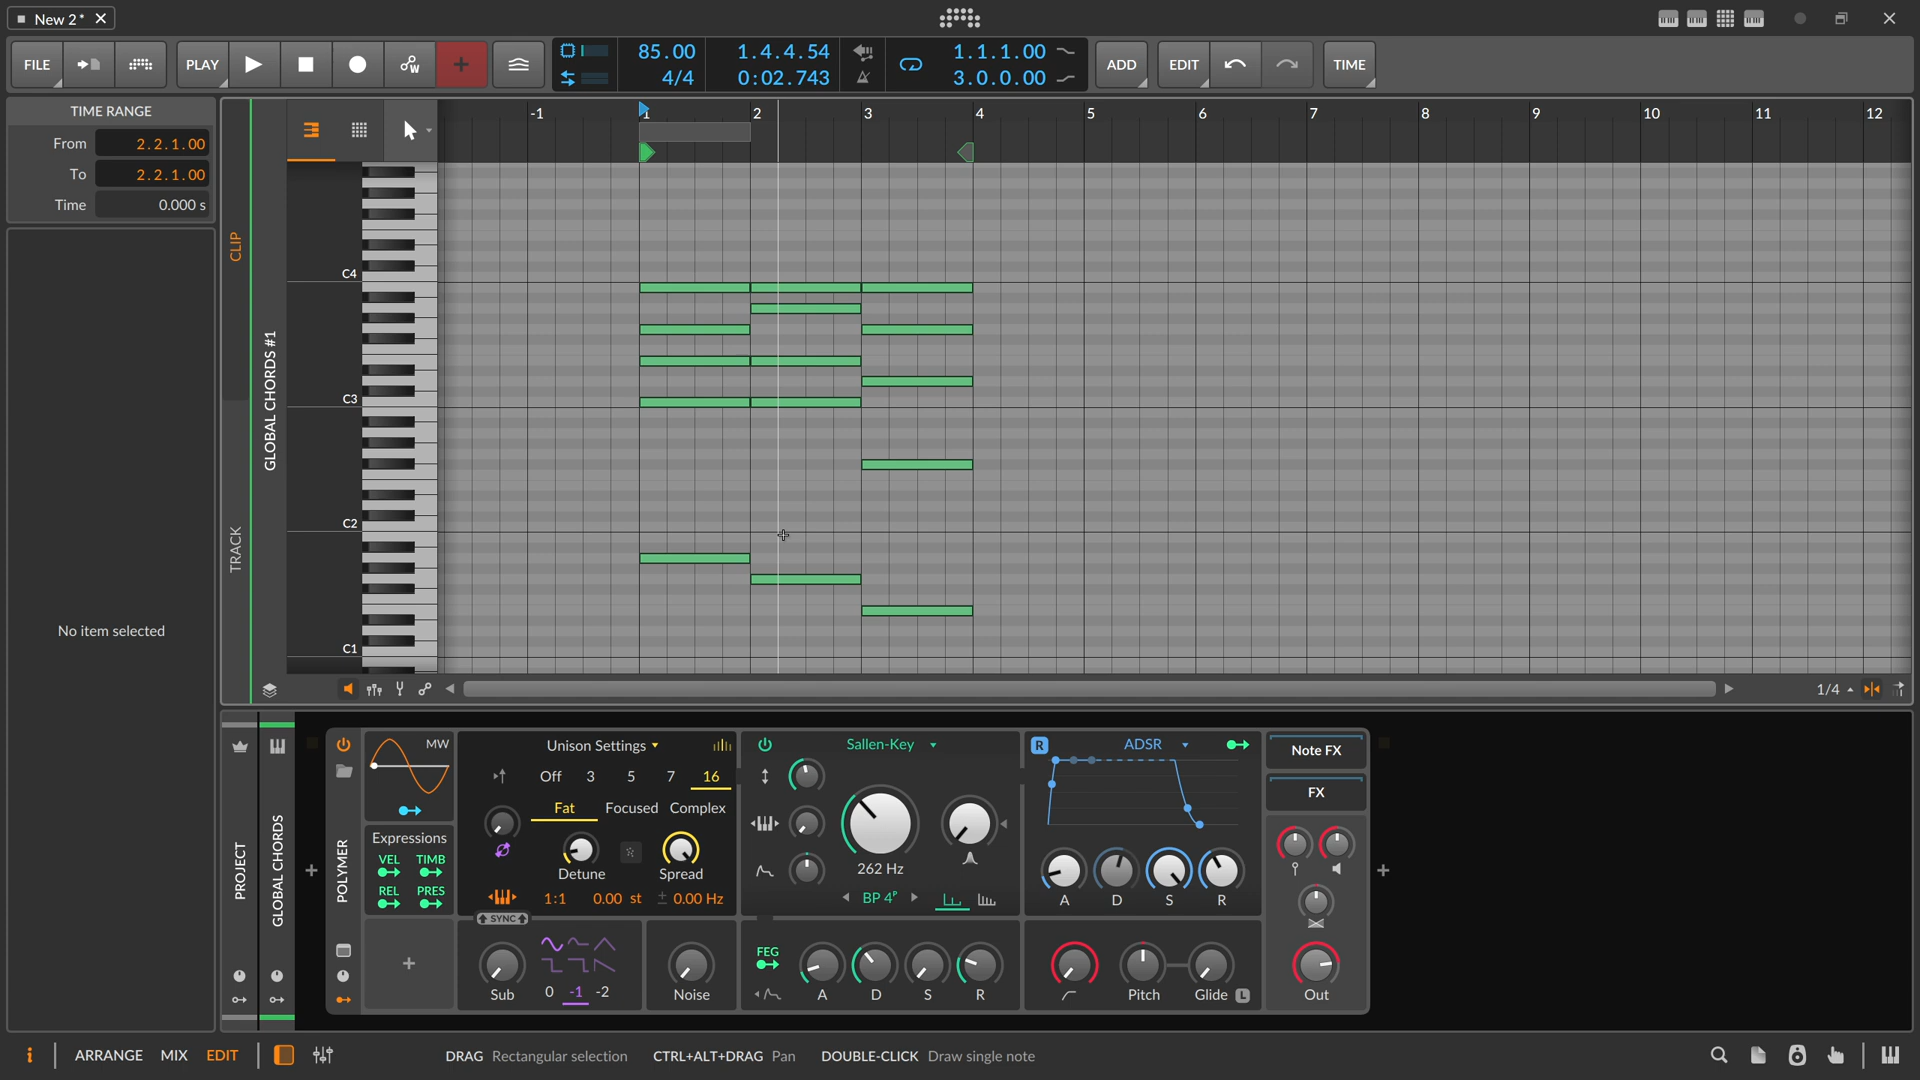 New 2*
FILE
PLAY
85.00
4/4
1.4.4.54
0:02.743
1.1.1.00
3.0.0.00
ADD
EDIT
TIME
TIME RANGE
From 2.2.1.00
To 2.2.1.00
Time 0.000 s
No item selected
CLIP
TRACK
GLOBAL CHORDS #1
-1 1 2 3 4 5 6 7 8 9 10 11 12
C4
C3
C2
C1
1/4
PROJECT
GLOBAL CHORDS
POLYMER
MW
Expressions
VEL TIMB
REL PRES
Unison Settings
Off 3 5 7 16
Fat Focused Complex
Detune Spread
1:1 0.00 st ± 0.00 Hz
SYNC
Sub
0 -1 -2
Noise
Sallen-Key
262 Hz
BP 4P
FEG
A D S R
R
ADSR
A D S R
Pitch Glide L
Note FX
FX
Out
i
ARRANGE MIX EDIT
DRAG Rectangular selection CTRL+ALT+DRAG Pan DOUBLE-CLICK Draw single note